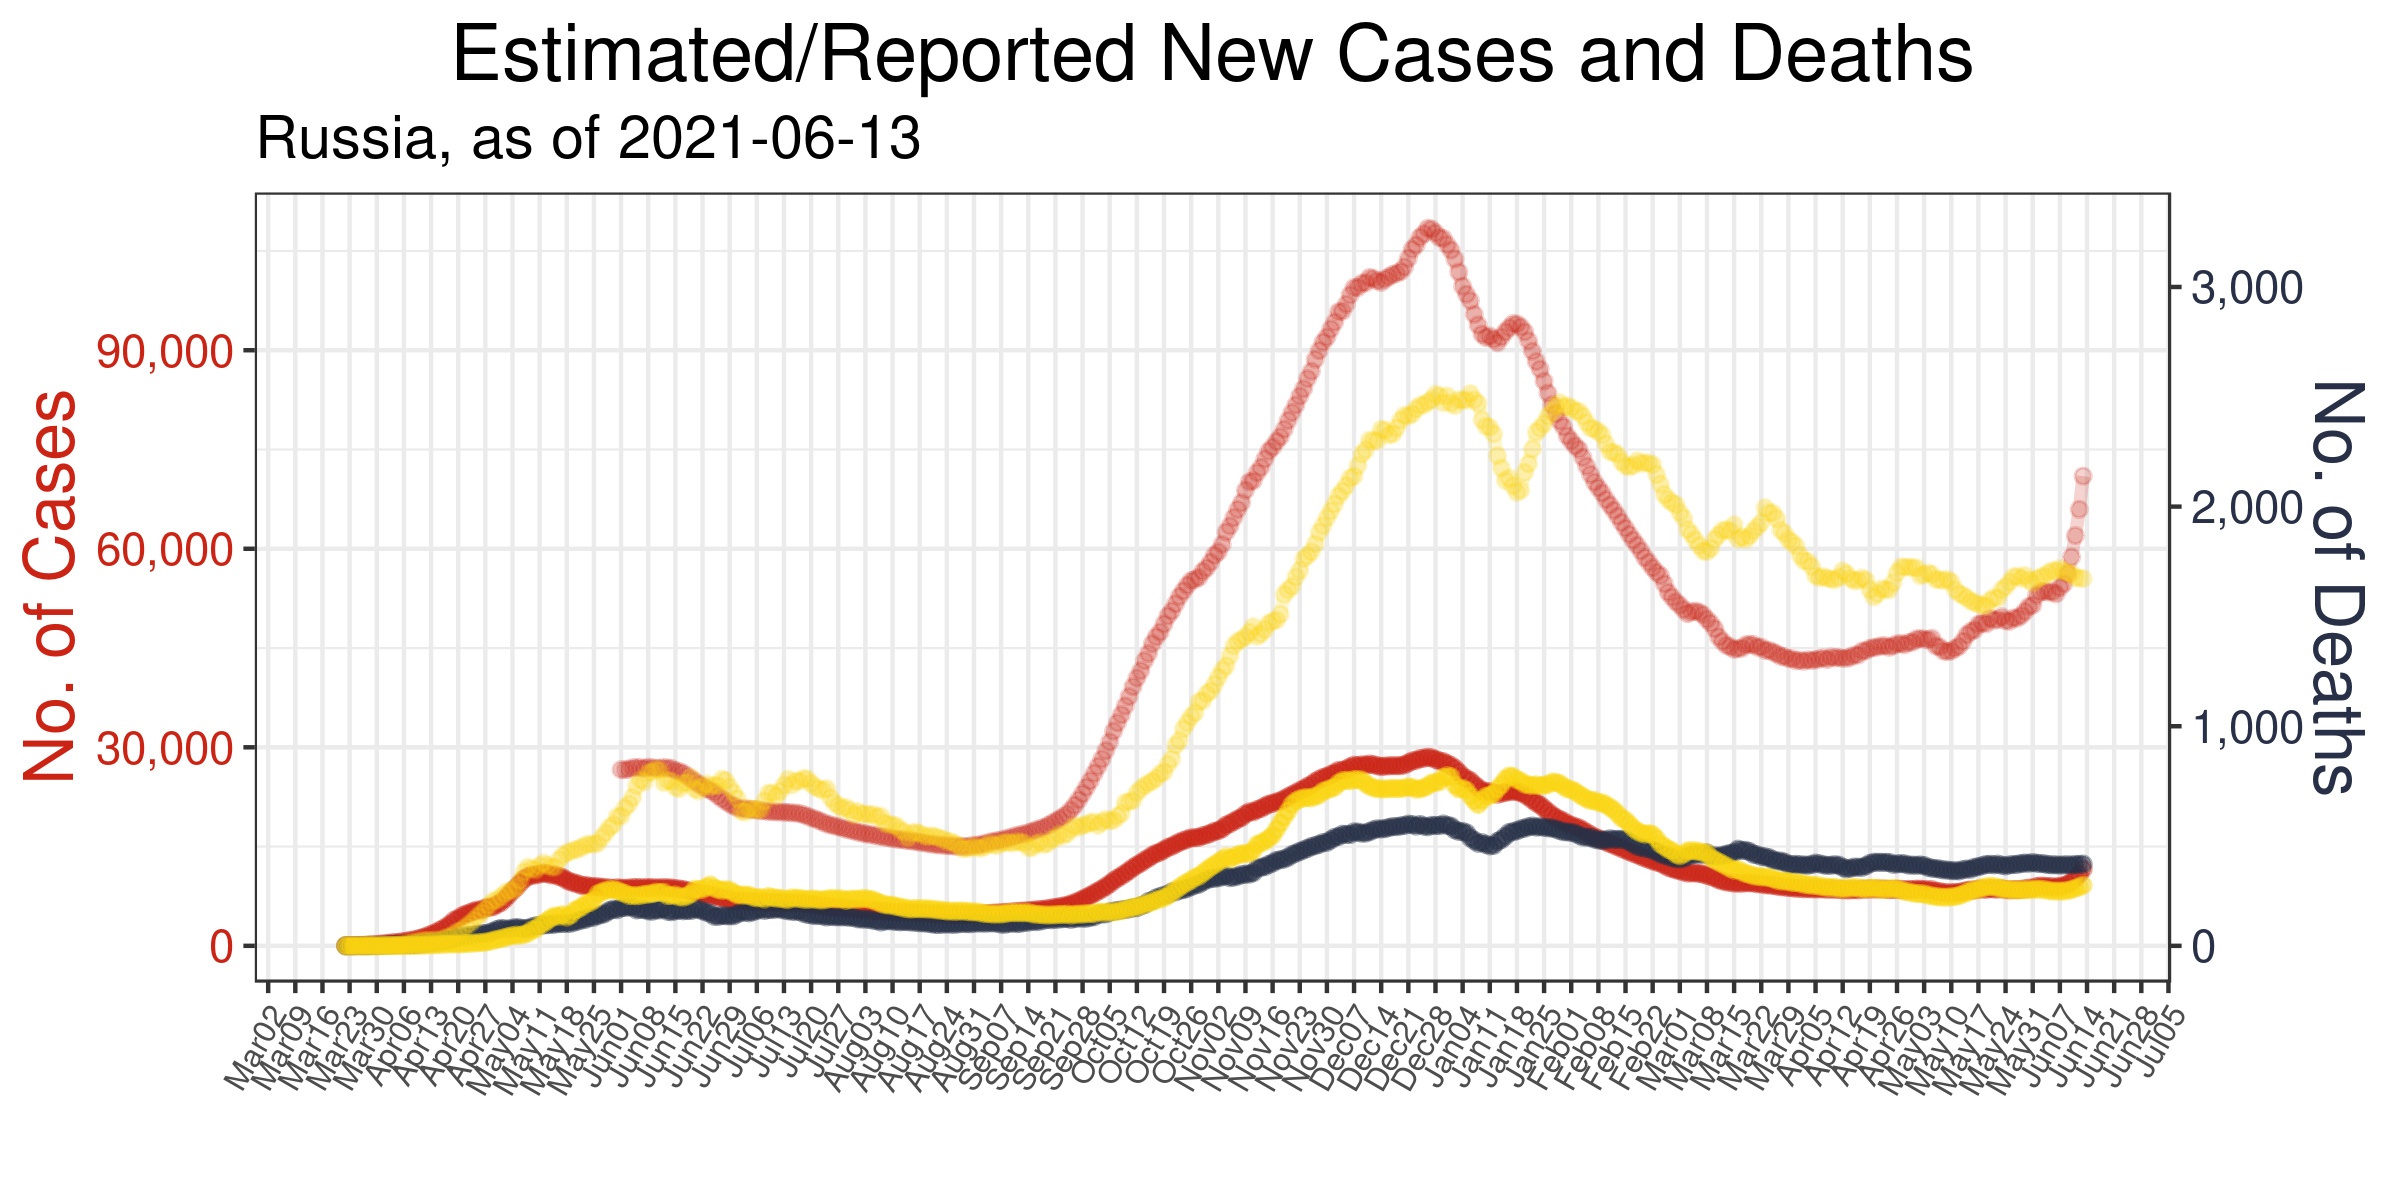 Estimated/Reported New Cases and Deaths
Russia, as of 2021-06-13
No. of Cases
90,000
60,000
30,000
0
3,000
2,000
1,000
0
No. of Deaths
Mar02
Mar09
Mar16
Mar23
Mar30
Apr06
Apr13
Apr20
Apr27
May04
May11
May18
May25
Jun01
Jun08
Jun15
Jun22
Jun29
Jul06
Jul13
Jul20
Jul27
Aug03
Aug10
Aug17
Aug24
Aug31
Sep07
Sep14
Sep21
Sep28
Oct05
Oct12
Oct19
Oct26
Nov02
Nov09
Nov16
Nov23
Nov30
Dec07
Dec14
Dec21
Dec28
Jan04
Jan11
Jan18
Jan25
Feb01
Feb08
Feb15
Feb22
Mar01
Mar08
Mar15
Mar22
Mar29
Apr05
Apr12
Apr19
Apr26
May03
May10
May17
May24
May31
Jun07
Jun14
Jun21
Jun28
Jul05